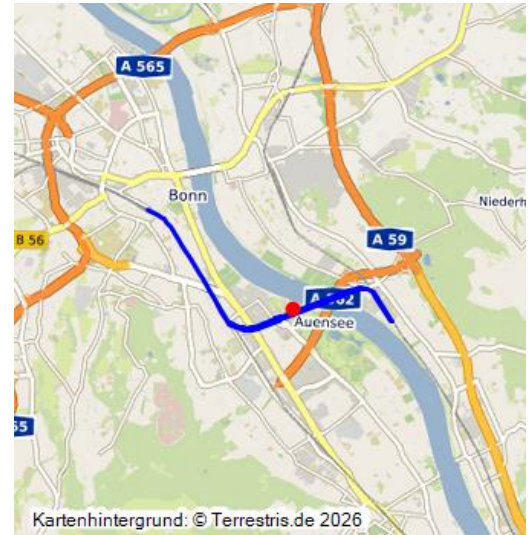 A 565
Bonn
Niederh
B 56
A 59
A 562
Auensee
65
Kartenhintergrund: © Terrestris.de 2026